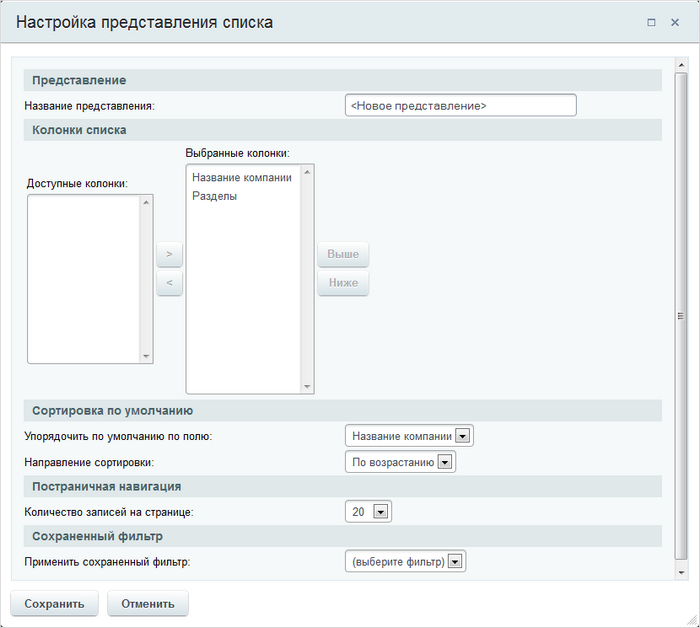 Настройка представления списка
Представление
Название представления:
<Новое представление>
Колонки списка
Выбранные колонки:
Доступные колонки:
Название компании
Разделы
>
<
Выше
Ниже
Сортировка по умолчанию
Упорядочить по умолчанию по полю:
Название компании
Направление сортировки:
По возрастанию
Постраничная навигация
Количество записей на странице:
20
Сохраненный фильтр
Применить сохраненный фильтр:
(выберите фильтр)
Сохранить
Отменить